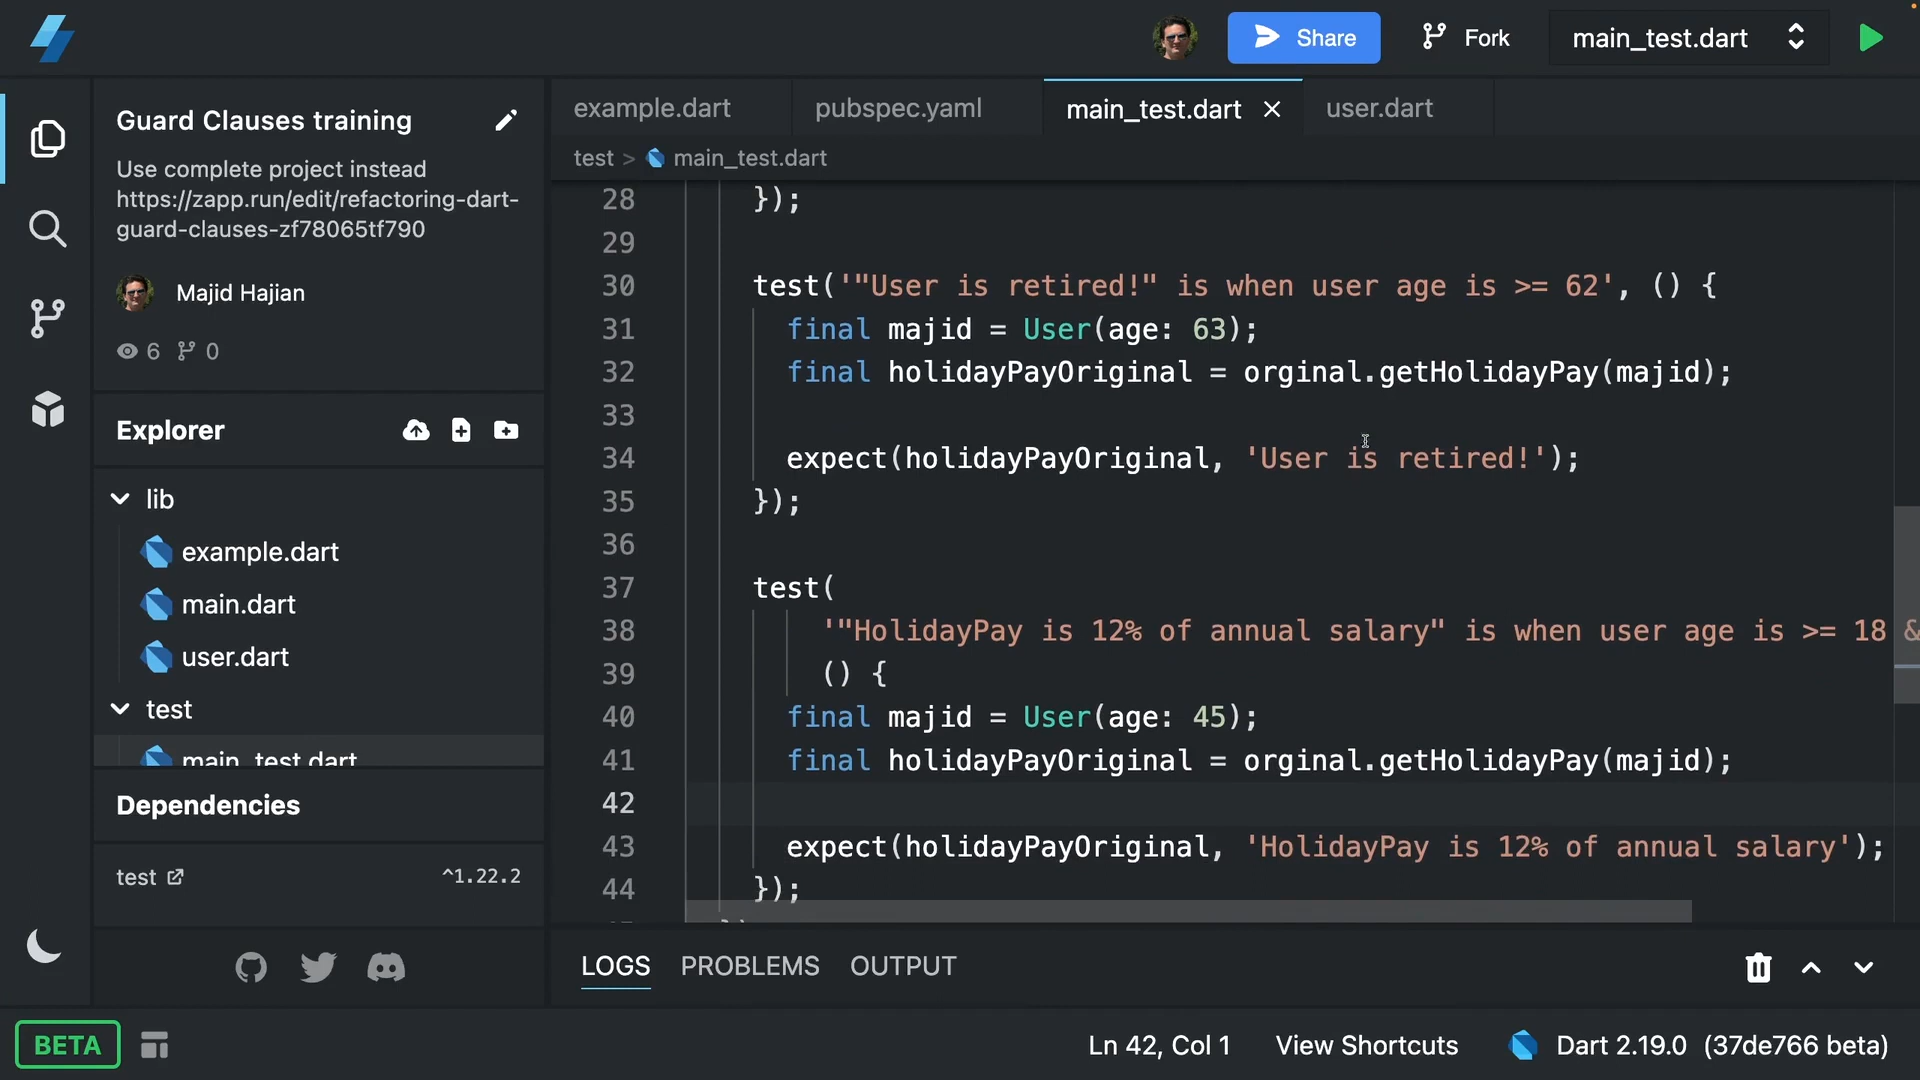 Share
Fork
main_test.dart
Guard Clauses training
Use complete project instead
https://zapp.run/edit/refactoring-dart-
guard-clauses-zf78065tf790
Majid Hajian
6 0
Explorer
lib
example.dart
main.dart
user.dart
test
main_test.dart
Dependencies
test ^1.22.2
example.dart
pubspec.yaml
main_test.dart
user.dart
test > main_test.dart
28 });
29
30 test('"User is retired!" is when user age is >= 62', () {
31 final majid = User(age: 63);
32 final holidayPayOriginal = orginal.getHolidayPay(majid);
33
34 expect(holidayPayOriginal, 'User is retired!');
35 });
36
37 test(
38 '"HolidayPay is 12% of annual salary" is when user age is >= 18 &
39 () {
40 final majid = User(age: 45);
41 final holidayPayOriginal = orginal.getHolidayPay(majid);
42
43 expect(holidayPayOriginal, 'HolidayPay is 12% of annual salary');
44 });
LOGS PROBLEMS OUTPUT
BETA
Ln 42, Col 1
View Shortcuts
Dart 2.19.0 (37de766 beta)